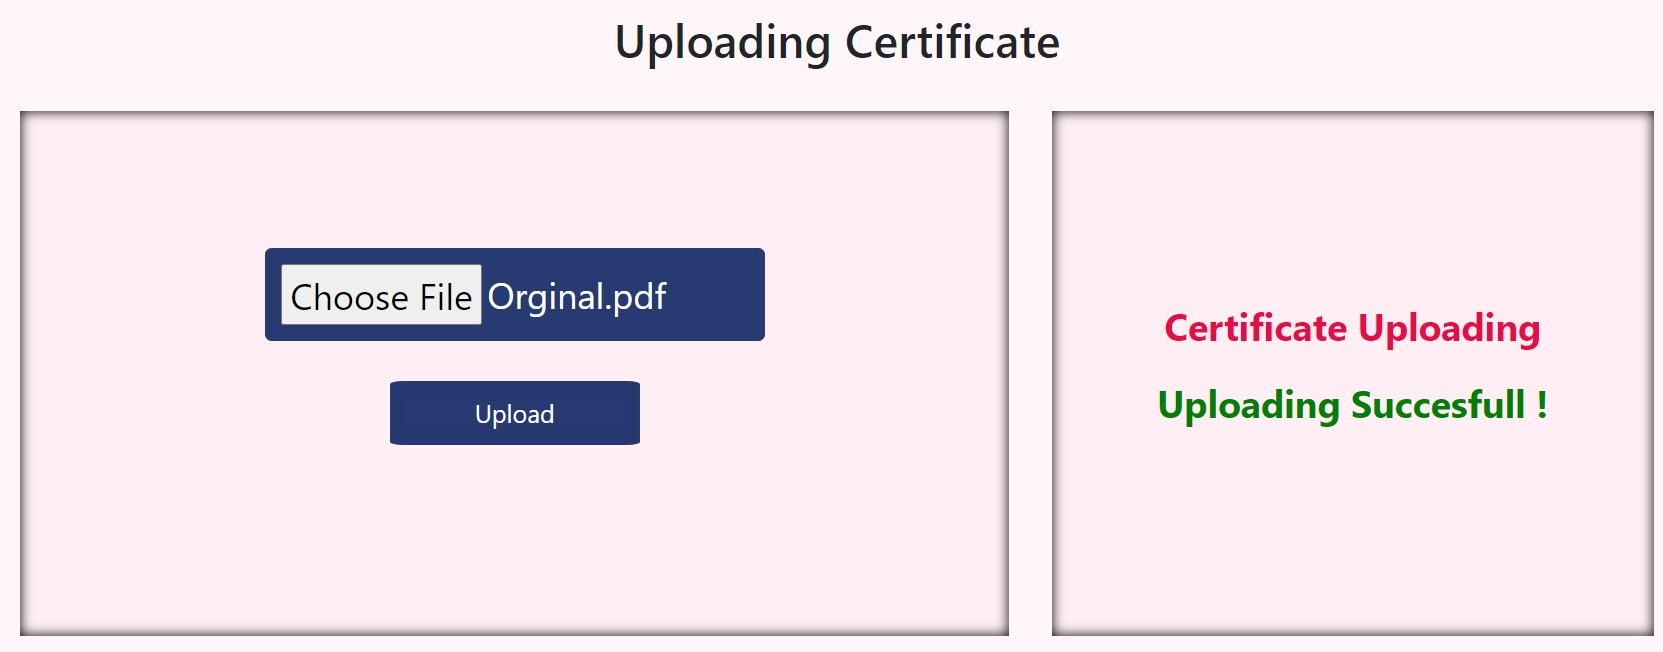 Uploading Certificate
Choose File Orginal.pdf
Upload
Certificate Uploading
Uploading Succesfull !